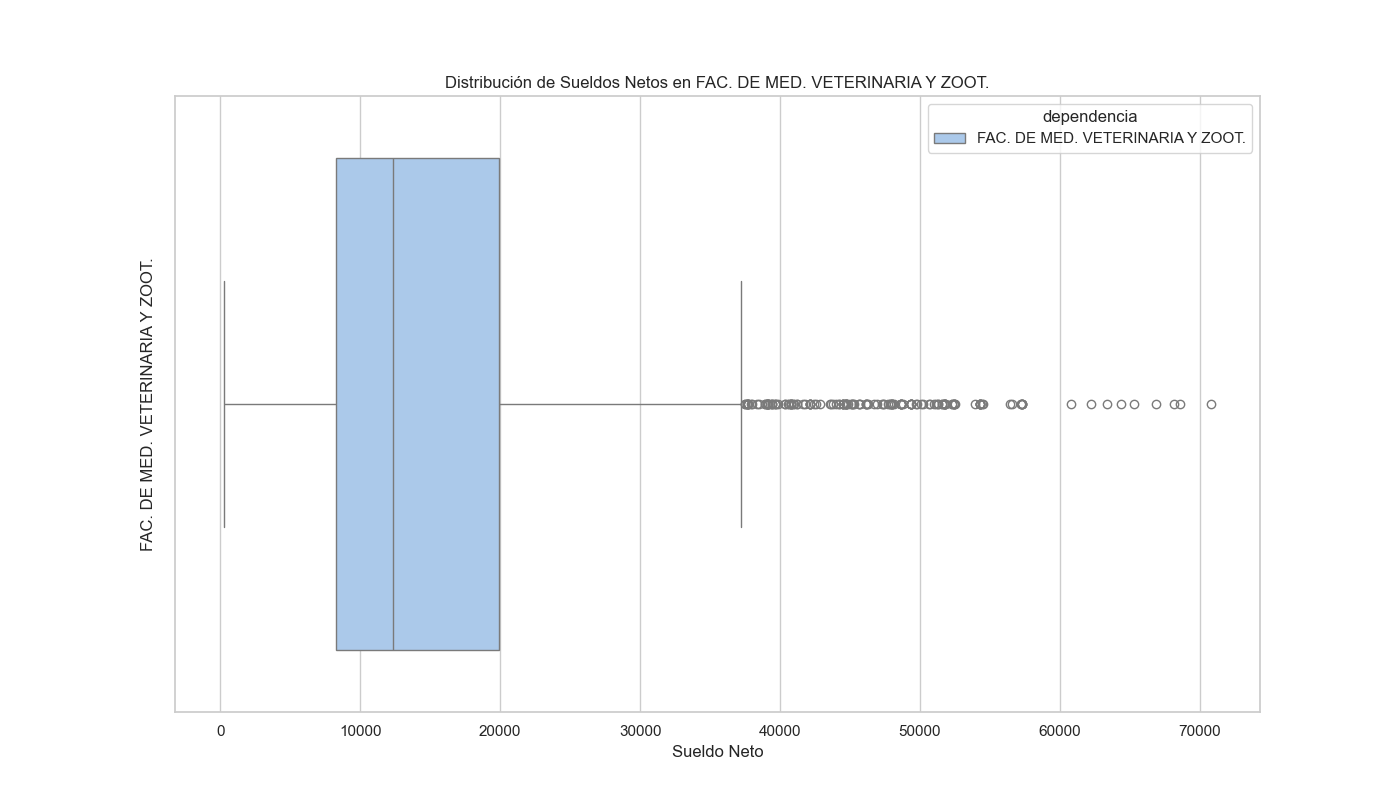 Distribución de Sueldos Netos en FAC. DE MED. VETERINARIA Y ZOOT.
dependencia
FAC. DE MED. VETERINARIA Y ZOOT.
FAC. DE MED. VETERINARIA Y ZOOT.
0 10000 20000 30000 40000 50000 60000 70000
Sueldo Neto